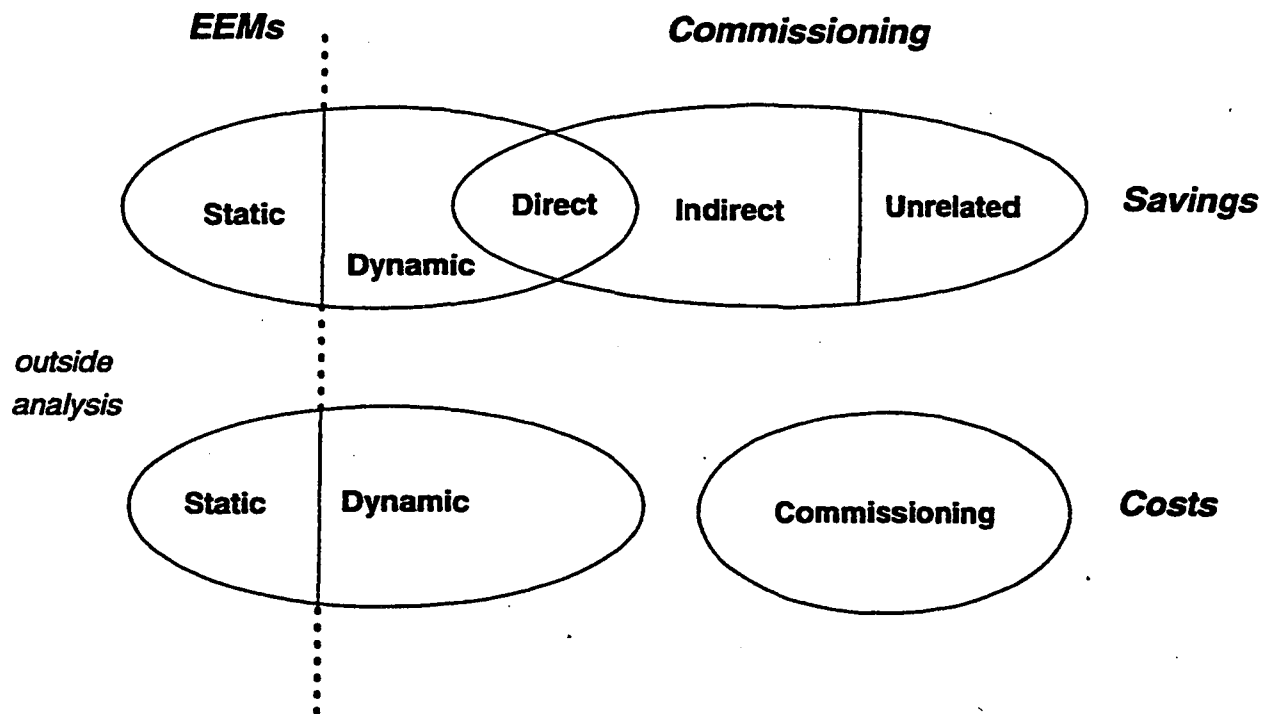 EEMs
Commissioning
Static
Dynamic
Direct
Indirect
Unrelated
Savings
outside
analysis
Static
Dynamic
Commissioning
Costs